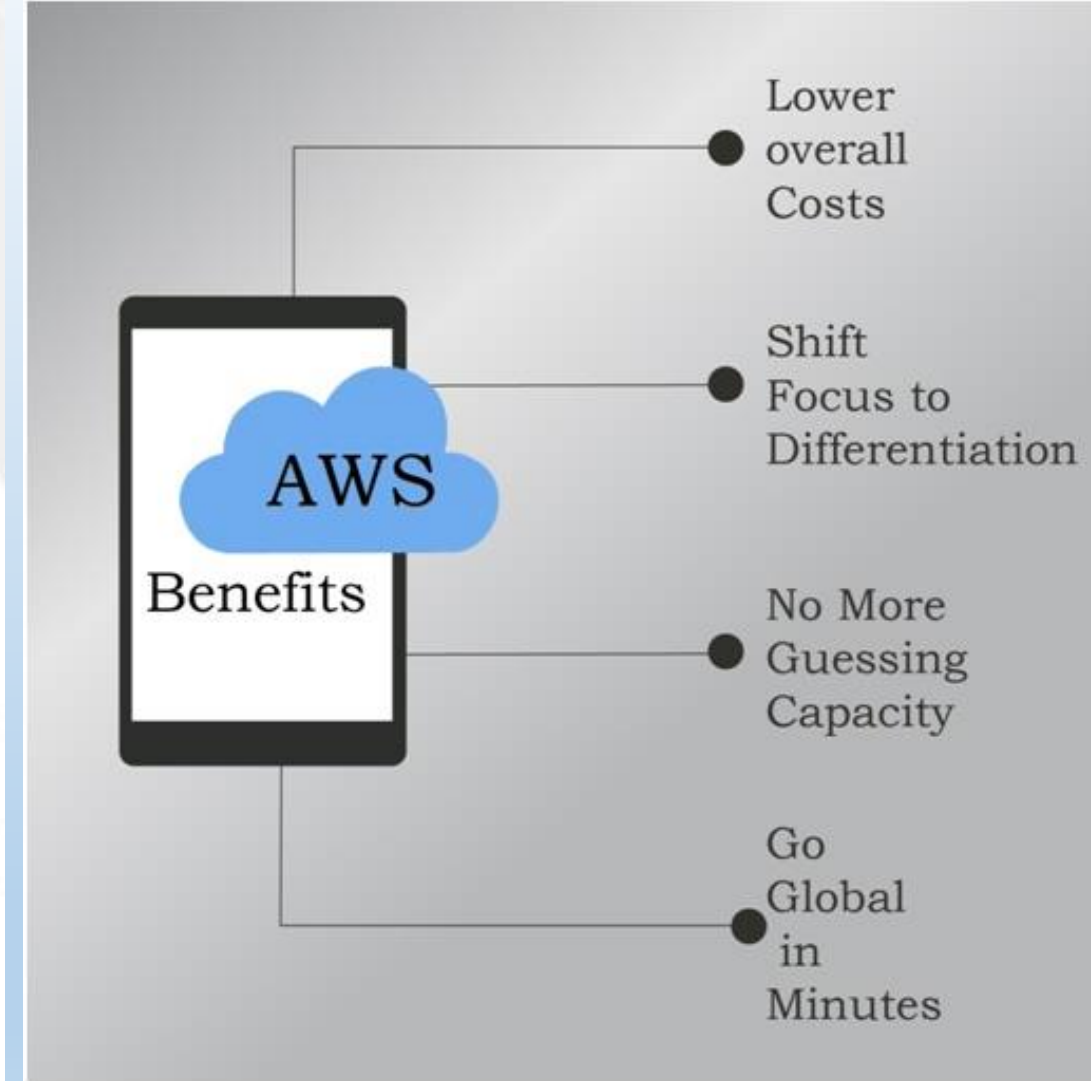 AWS
Benefits
Lower
overall
Costs
Shift
Focus to
Differentiation
No More
Guessing
Capacity
Go
Global
in
Minutes